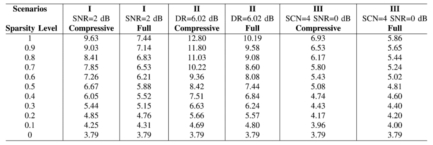 Scenarios I I II II III III
SNR=2 dB SNR=2 dB DR=6.02 dB DR=6.02 dB SCN=4 SNR=0 dB SCN=4 SNR=0 dB
Sparsity Level Compressive Full Compressive Full Compressive Full
1 9.63 7.44 12.80 10.19 6.93 5.86
0.9 9.03 7.14 11.80 9.58 6.53 5.65
0.8 8.41 6.83 11.03 9.08 6.17 5.44
0.7 7.85 6.53 10.22 8.60 5.80 5.24
0.6 7.26 6.21 9.36 8.08 5.43 5.02
0.5 6.67 5.88 8.42 7.44 5.08 4.81
0.4 6.05 5.52 7.51 6.84 4.74 4.60
0.3 5.44 5.15 6.63 6.24 4.43 4.40
0.2 4.85 4.76 5.66 5.57 4.17 4.20
0.1 4.25 4.31 4.69 4.80 3.96 4.00
0 3.79 3.79 3.79 3.79 3.79 3.79